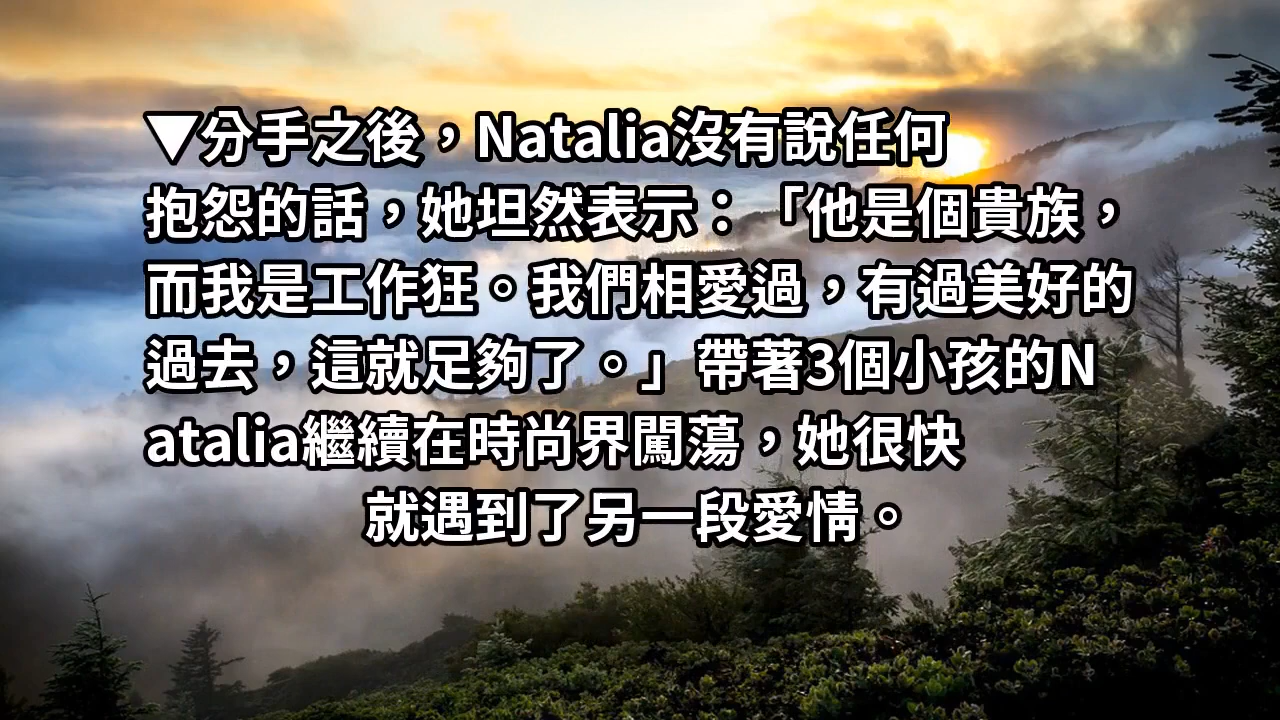 ▼分手之後，Natalia沒有說任何
抱怨的話，她坦然表示：「他是個貴族，
而我是工作狂。我們相愛過，有過美好的
過去，這就足夠了。」帶著3個小孩的N
atalia繼續在時尚界闖蕩，她很快
就遇到了另一段愛情。